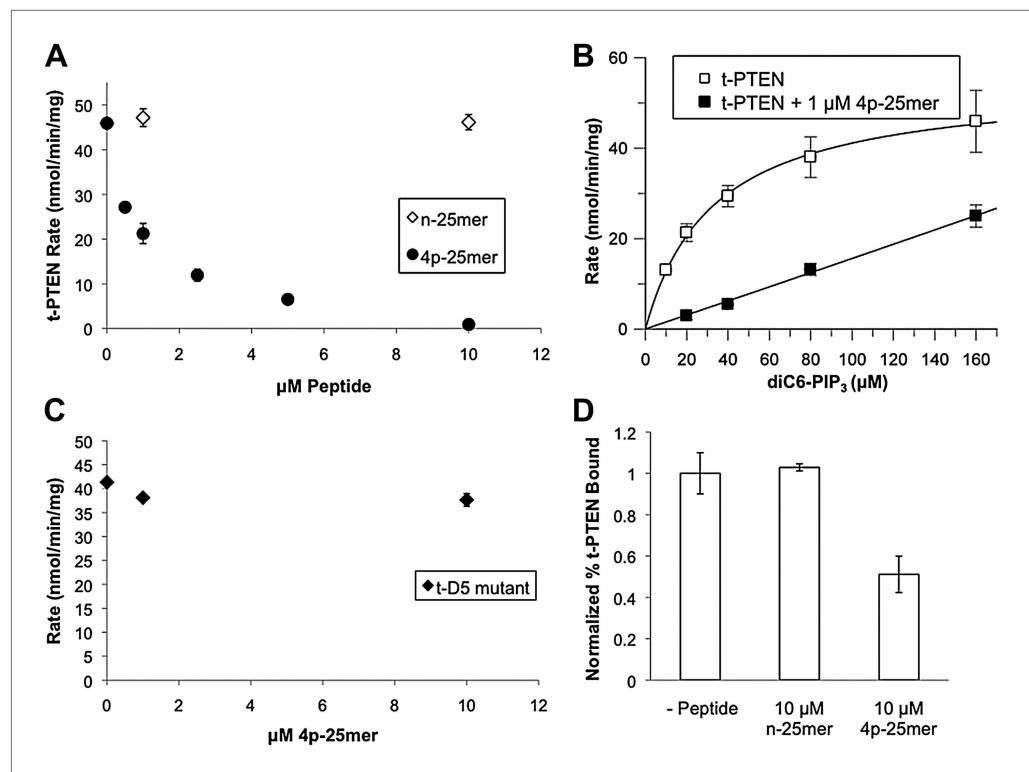 A
t-PTEN Rate (nmol/min/mg)
50
40
30
20
10
0
0 2 4 6 8 10 12
µM Peptide
n-25mer
4p-25mer
B
Rate (nmol/min/mg)
60
40
20
0
0 20 40 60 80 100 120 140 160
diC6-PIP3 (µM)
t-PTEN
t-PTEN + 1 µM 4p-25mer
C
Rate (nmol/min/mg)
50
45
40
35
30
25
20
15
10
5
0
0 2 4 6 8 10 12
µM 4p-25mer
t-D5 mutant
D
Normalized % t-PTEN Bound
1.2
1
0.8
0.6
0.4
0.2
0
- Peptide
10 µM
n-25mer
10 µM
4p-25mer